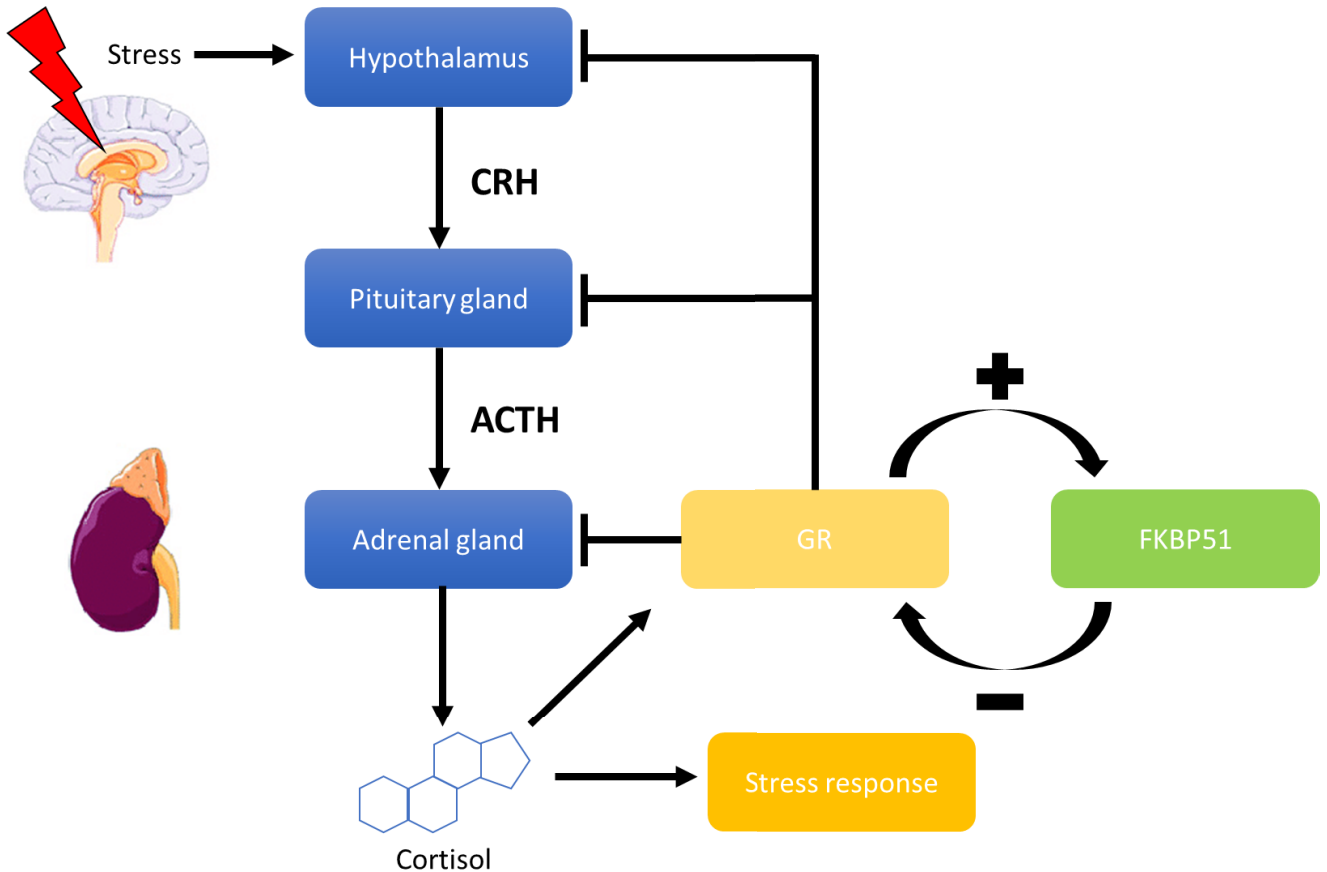 Stress
Hypothalamus
CRH
Pituitary gland
ACTH
Adrenal gland
GR
FKBP51
Stress response
Cortisol